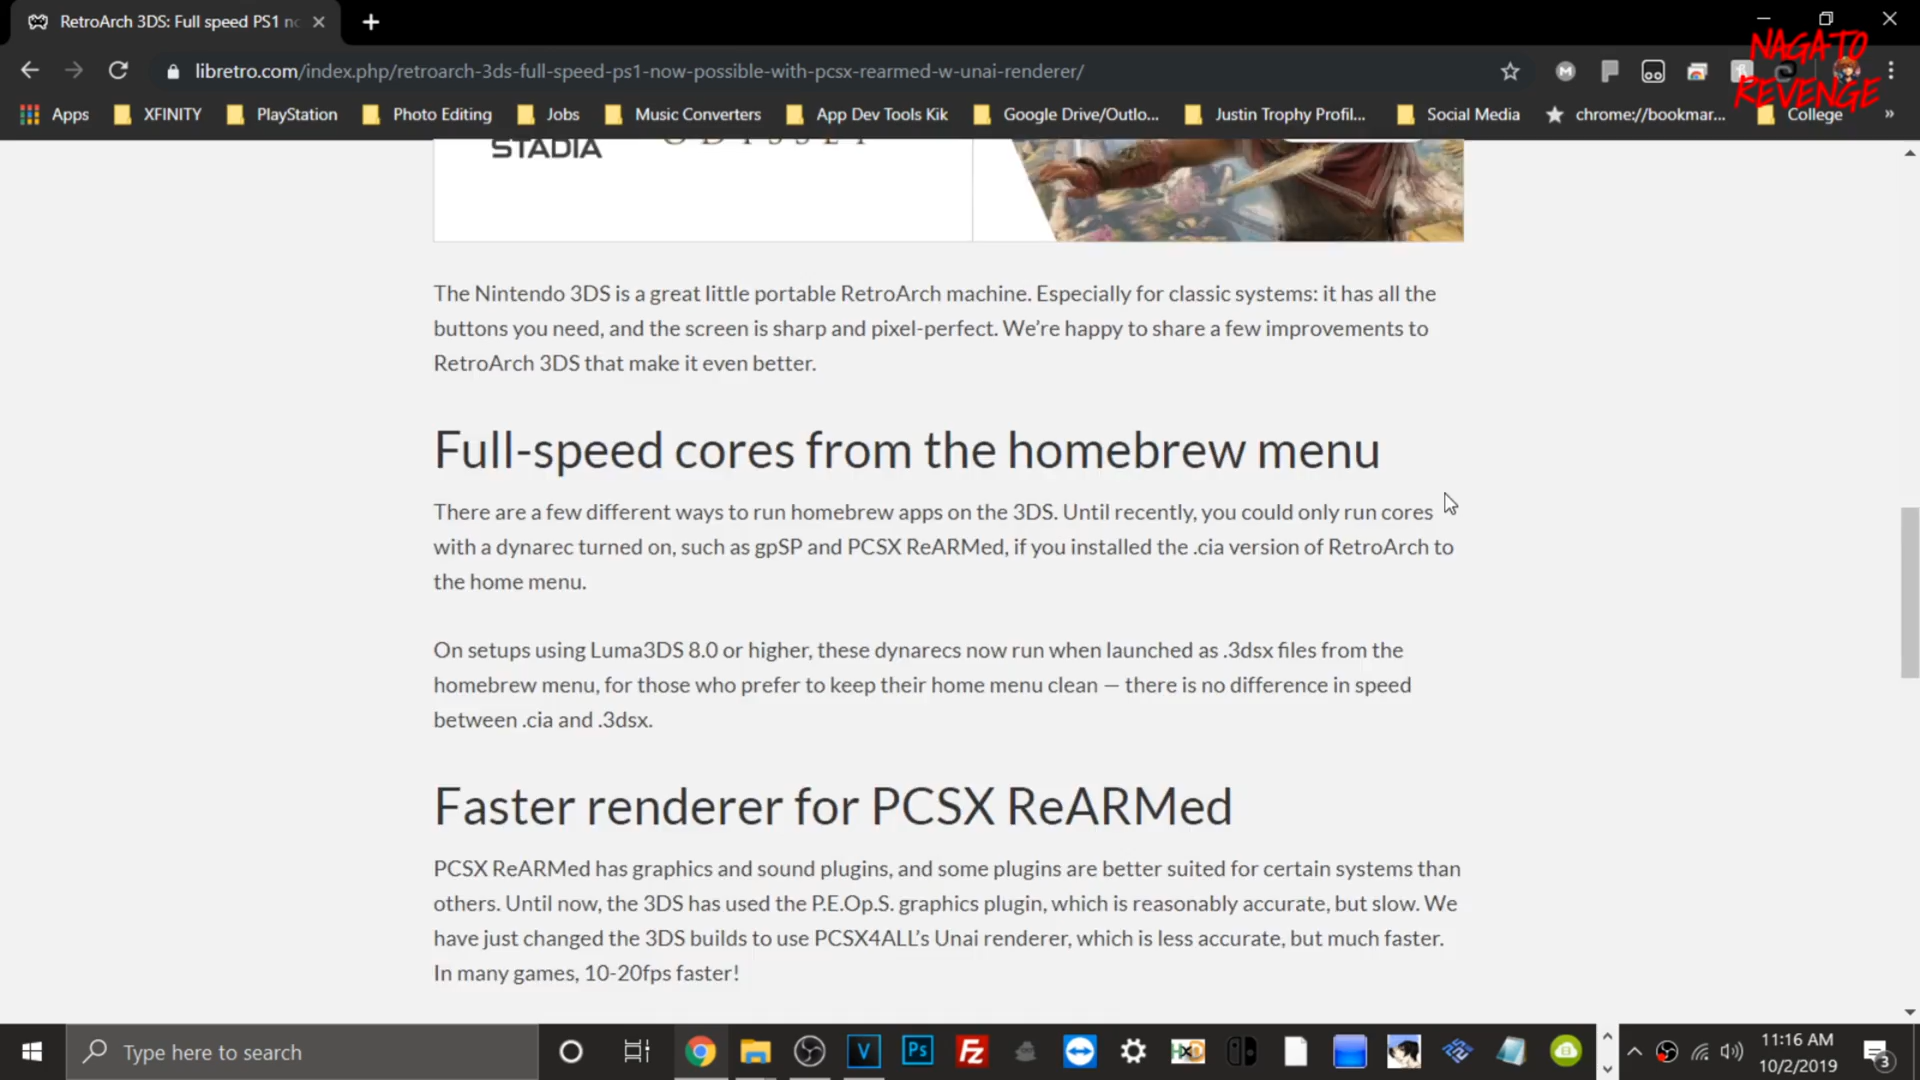 RetroArch 3DS: Full speed PS1 no
NAGATO
REVENGE
libretro.com/index.php/retroarch-3ds-full-speed-ps1-now-possible-with-pcsx-rearmed-w-unai-renderer/
Apps XFINITY PlayStation Photo Editing Jobs Music Converters App Dev Tools Kik Google Drive/Outlo... Justin Trophy Profil... Social Media chrome://bookmar... College »
STADIA ODYSSEY
The Nintendo 3DS is a great little portable RetroArch machine. Especially for classic systems: it has all the
buttons you need, and the screen is sharp and pixel-perfect. We're happy to share a few improvements to
RetroArch 3DS that make it even better.
Full-speed cores from the homebrew menu
There are a few different ways to run homebrew apps on the 3DS. Until recently, you could only run cores
with a dynarec turned on, such as gpSP and PCSX ReARMed, if you installed the .cia version of RetroArch to
the home menu.
On setups using Luma3DS 8.0 or higher, these dynarecs now run when launched as .3dsx files from the
homebrew menu, for those who prefer to keep their home menu clean — there is no difference in speed
between .cia and .3dsx.
Faster renderer for PCSX ReARMed
PCSX ReARMed has graphics and sound plugins, and some plugins are better suited for certain systems than
others. Until now, the 3DS has used the P.E.Op.S. graphics plugin, which is reasonably accurate, but slow. We
have just changed the 3DS builds to use PCSX4ALL's Unai renderer, which is less accurate, but much faster.
In many games, 10-20fps faster!
Type here to search
11:16 AM
10/2/2019
3